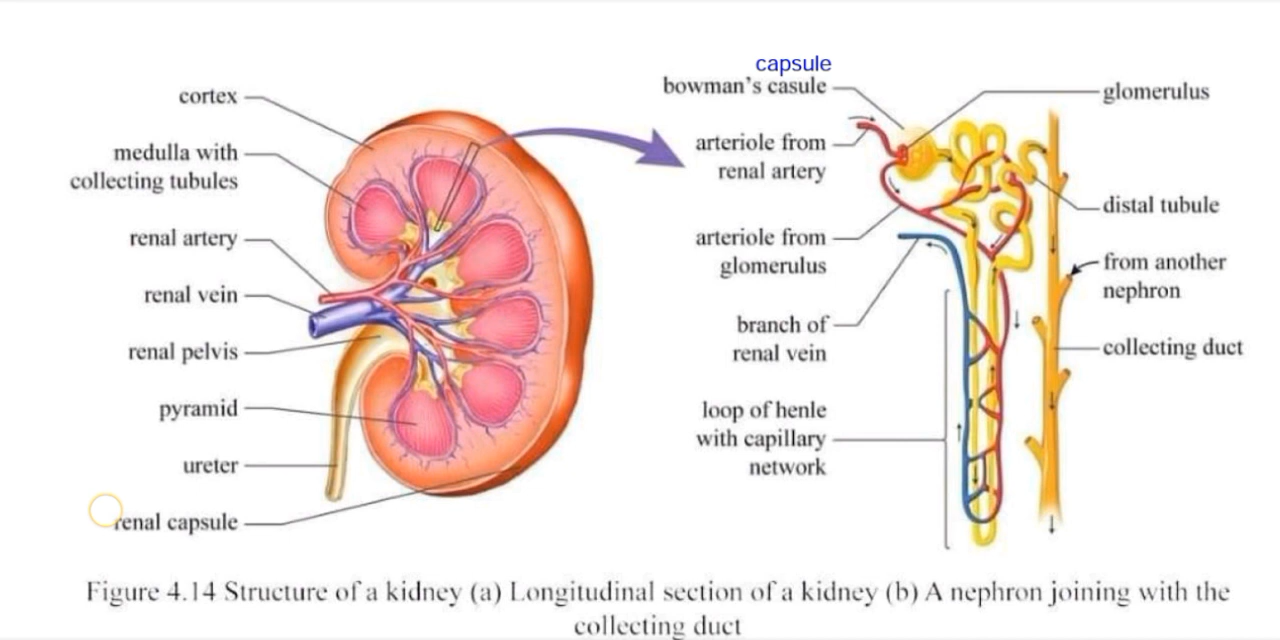 cortex
medulla with
collecting tubules
renal artery
renal vein
renal pelvis
pyramid
ureter
renal capsule
capsule
bowman's casule
arteriole from
renal artery
arteriole from
glomerulus
branch of
renal vein
loop of henle
with capillary
network
glomerulus
distal tubule
from another
nephron
collecting duct
Figure 4.14 Structure of a kidney (a) Longitudinal section of a kidney (b) A nephron joining with the
collecting duct